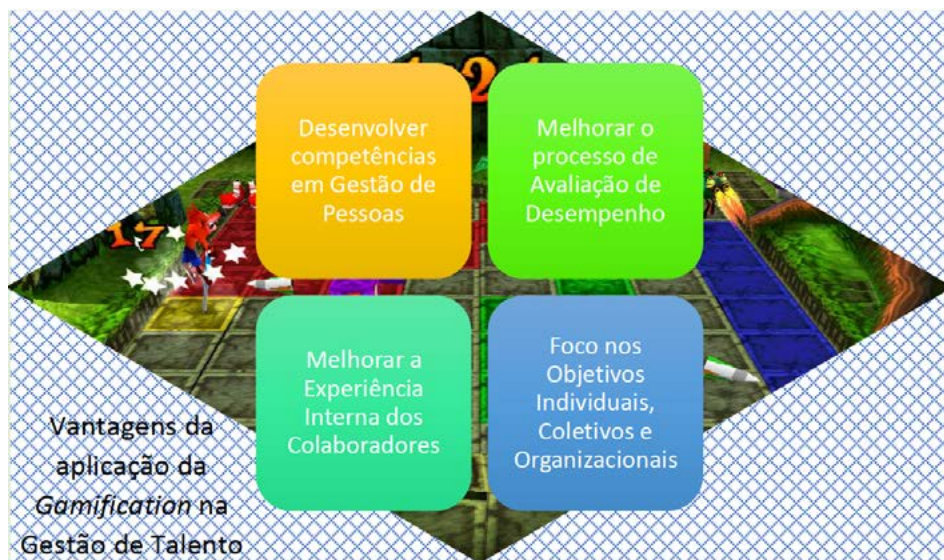 17
Desenvolver
competências
em Gestão de
Pessoas
Melhorar o
processo de
Avaliação de
Desempenho
Melhorar a
Experiência
Interna dos
Colaboradores
Foco nos
Objetivos
Individuais,
Coletivos e
Organizacionais
Vantagens da
aplicação da
Gamification na
Gestão de Talento